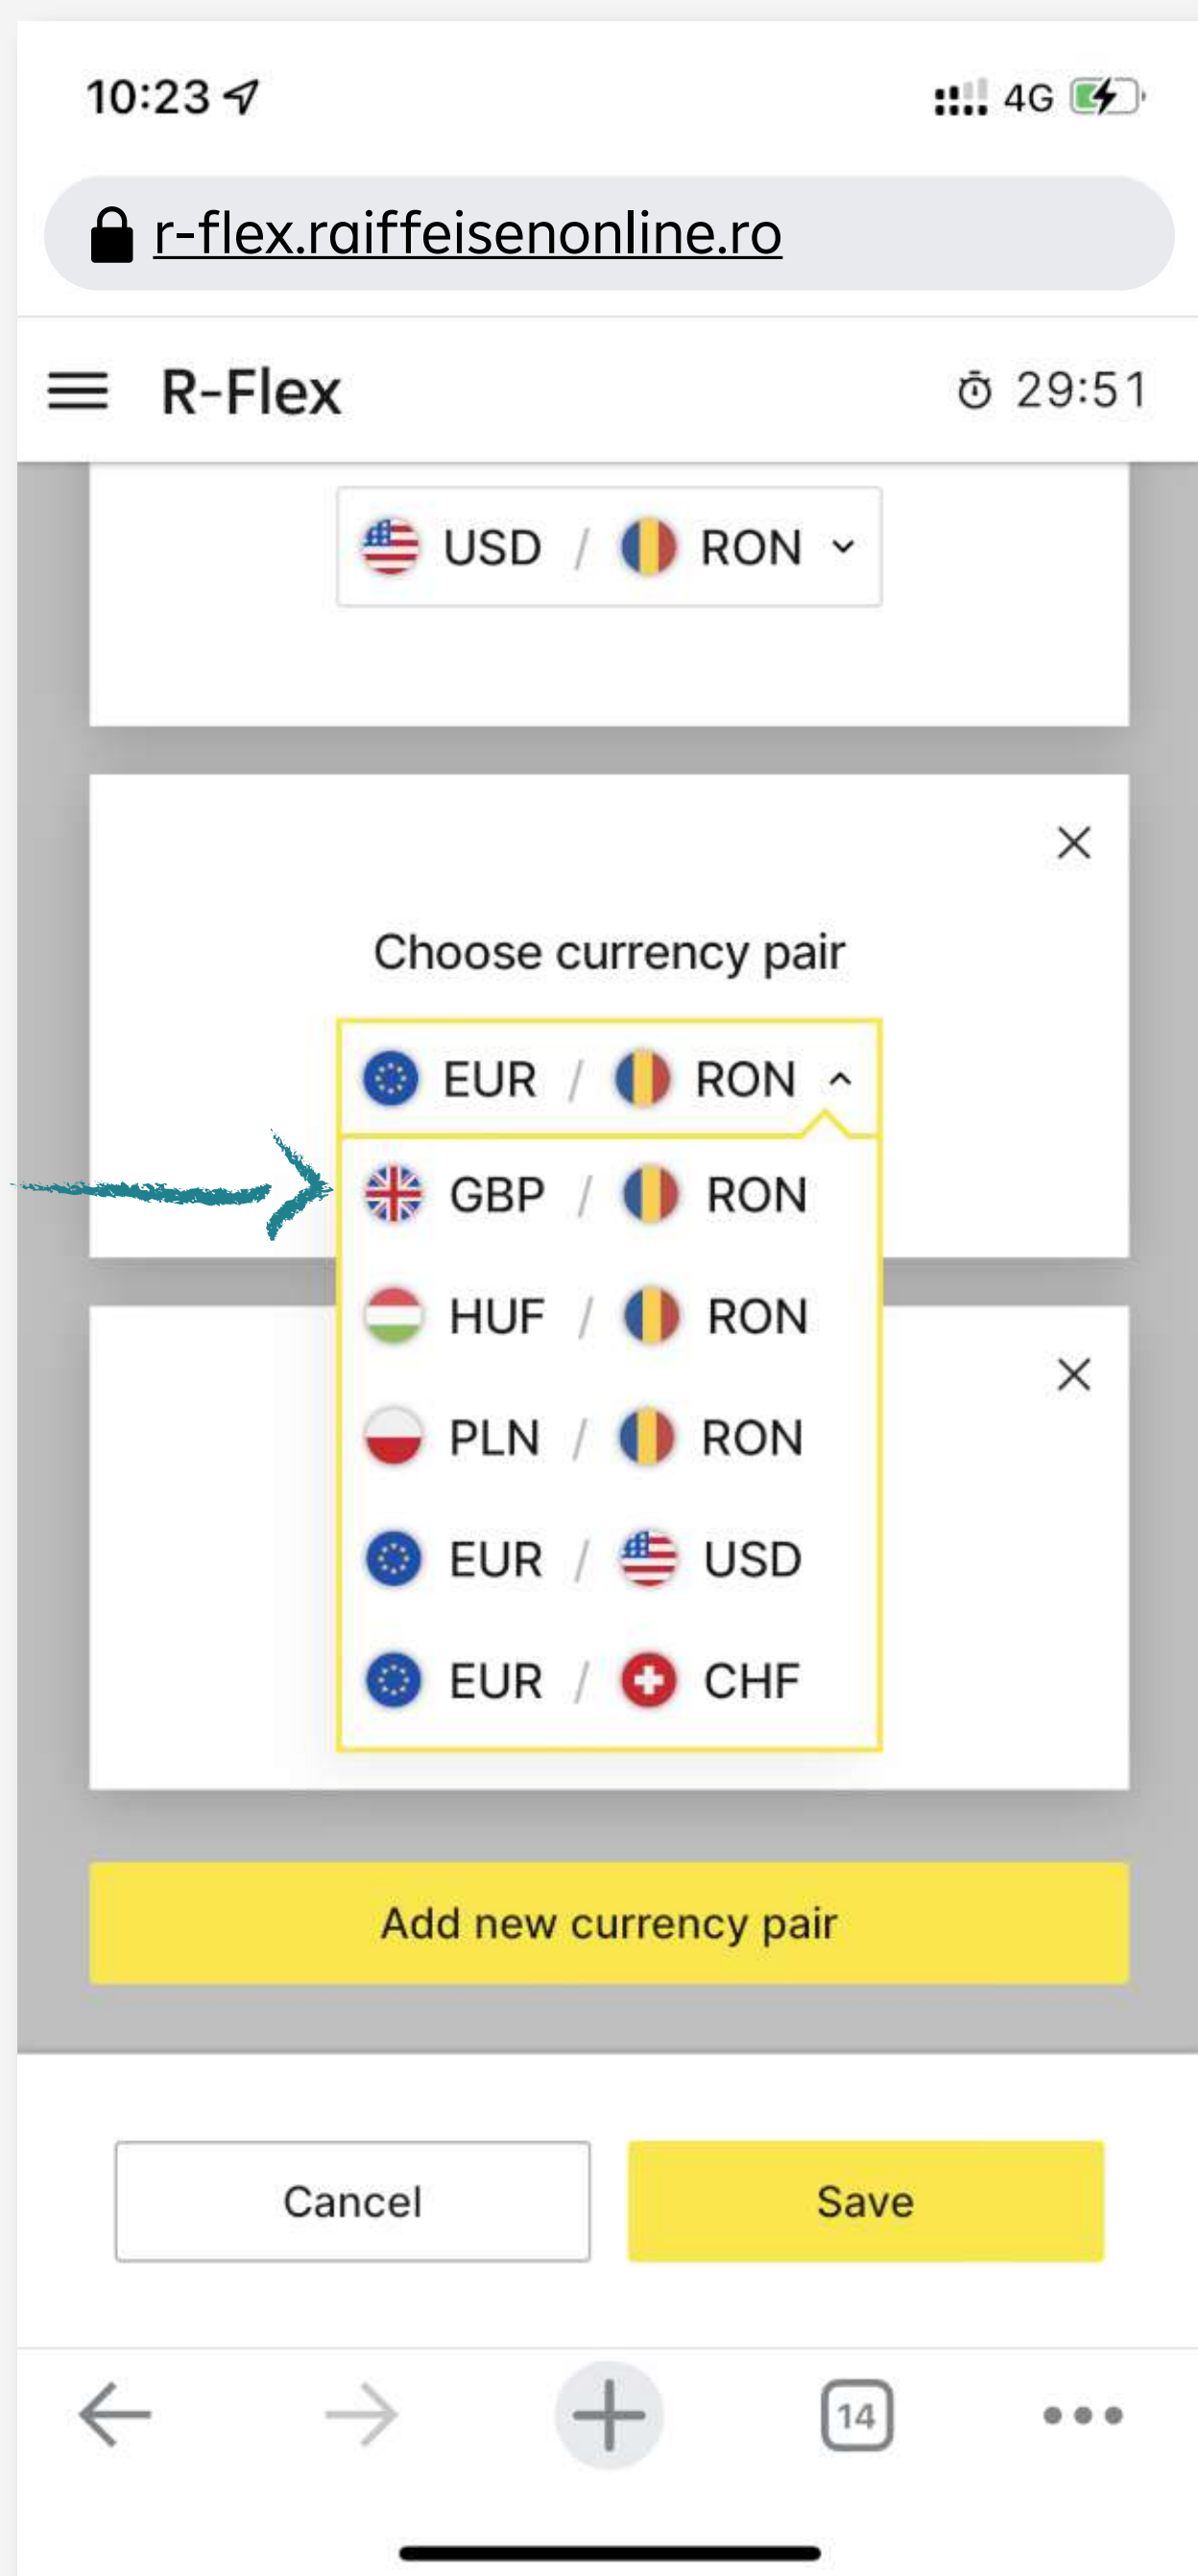 10:23 4G
r-flex.raiffeisenonline.ro
R-Flex 29:51
USD / RON
Choose currency pair
EUR / RON
GBP / RON
HUF / RON
PLN / RON
EUR / USD
EUR / CHF
Add new currency pair
Cancel Save
14